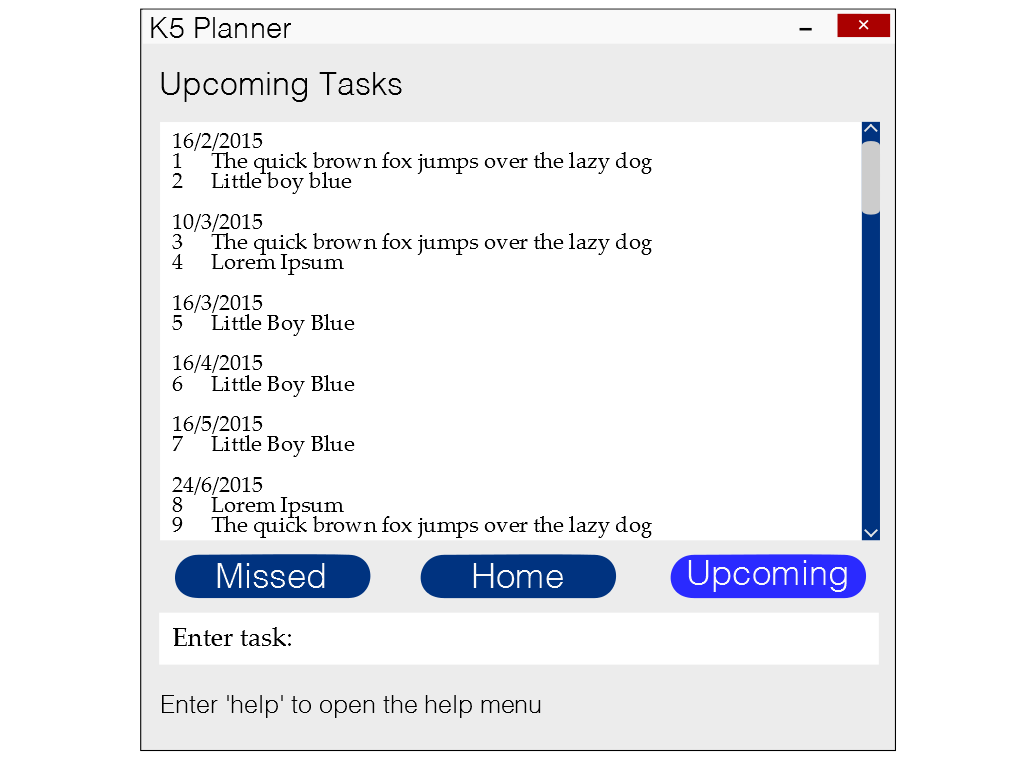 K5 Planner
Upcoming Tasks
16/2/2015
1 The quick brown fox jumps over the lazy dog
2 Little boy blue
10/3/2015
3 The quick brown fox jumps over the lazy dog
4 Lorem Ipsum
16/3/2015
5 Little Boy Blue
16/4/2015
6 Little Boy Blue
16/5/2015
7 Little Boy Blue
24/6/2015
8 Lorem Ipsum
9 The quick brown fox jumps over the lazy dog
Missed Home Upcoming
Enter task:
Enter 'help' to open the help menu